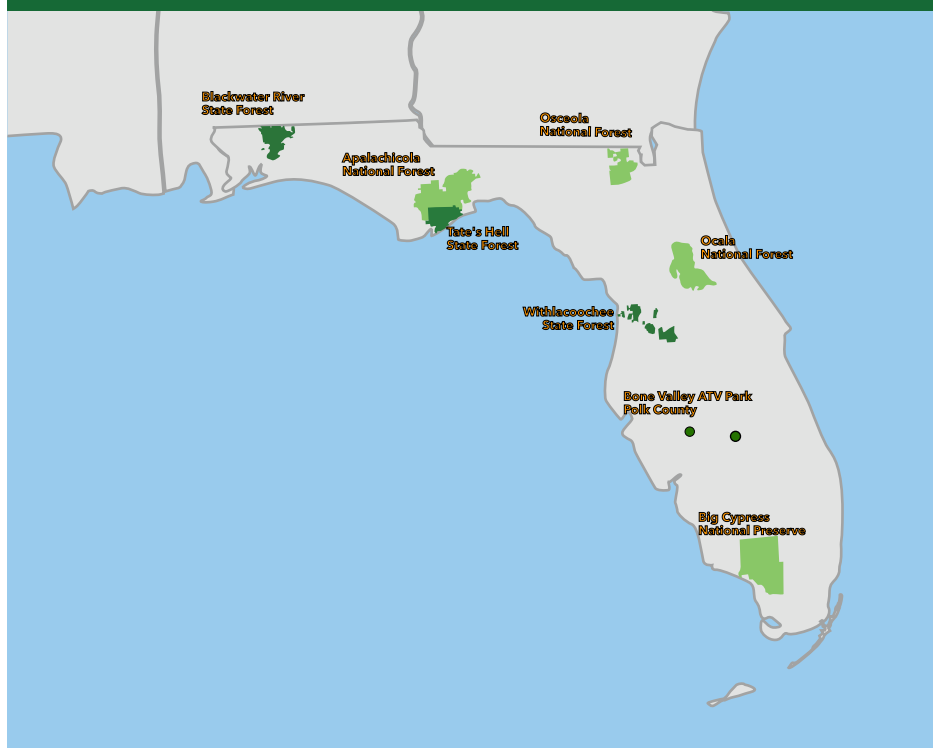 Blackwater River
State Forest
Osceola
National Forest
Apalachicola
National Forest
Tate's Hell
State Forest
Ocala
National Forest
Withlacoochee
State Forest
Bone Valley ATV Park
Polk County
Big Cypress
National Preserve